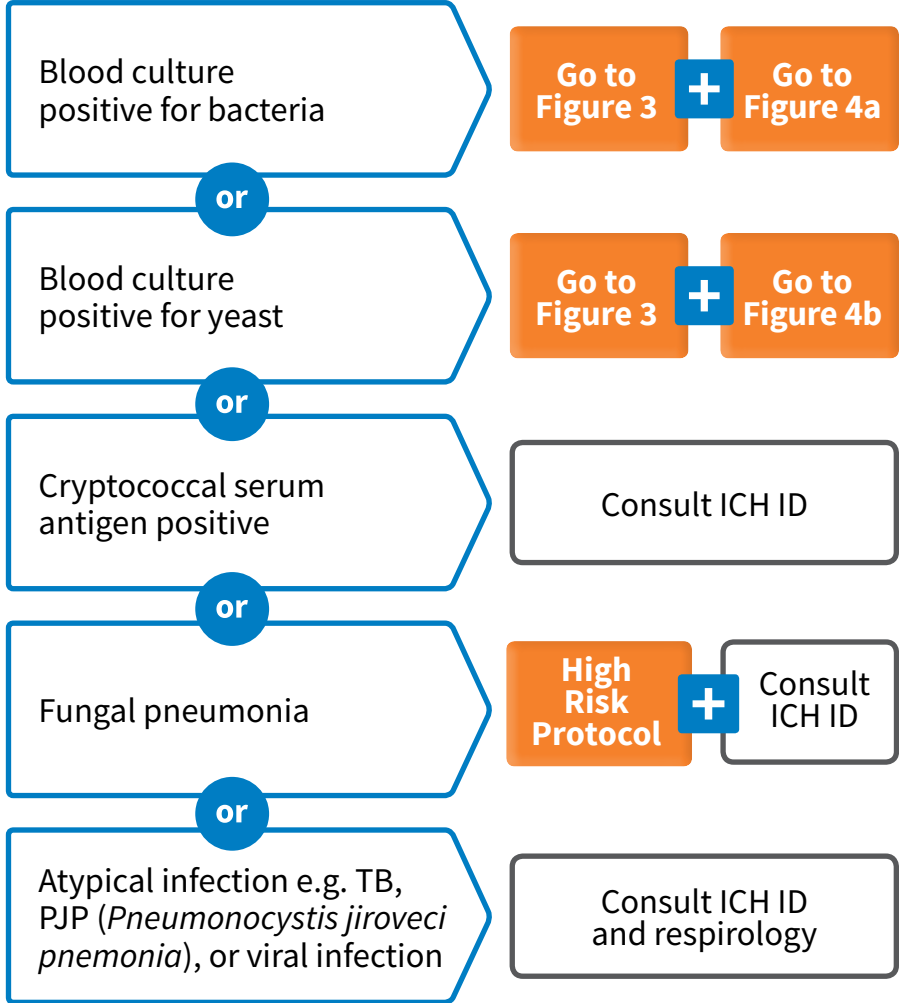 Blood culture
positive for bacteria
Go to
Figure 3
+
Go to
Figure 4a
or
Blood culture
positive for yeast
Go to
Figure 3
+
Go to
Figure 4b
or
Cryptococcal serum
antigen positive
Consult ICH ID
or
Fungal pneumonia
High
Risk
Protocol
+
Consult
ICH ID
or
Atypical infection e.g. TB,
PJP (Pneumonocystis jiroveci
pnemonia), or viral infection
Consult ICH ID
and respirology